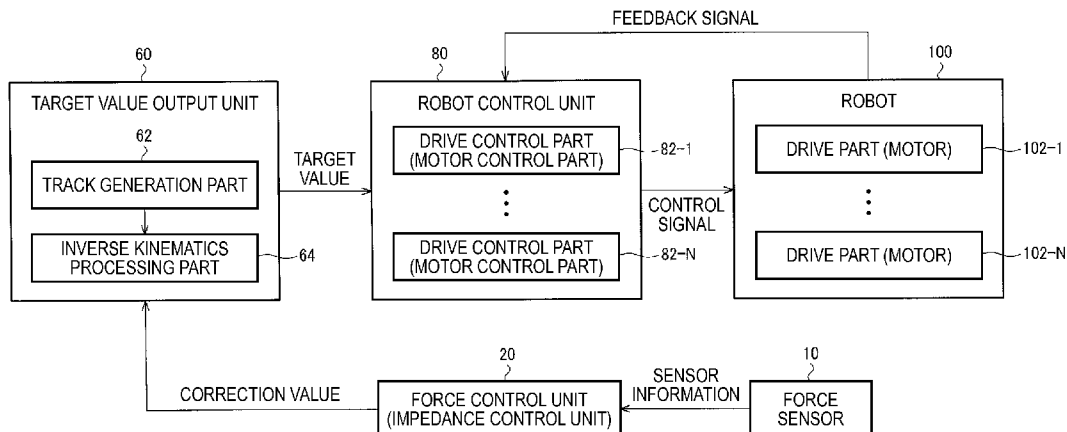 FEEDBACK SIGNAL
60
80
100
TARGET VALUE OUTPUT UNIT
ROBOT CONTROL UNIT
ROBOT
62
TRACK GENERATION PART
TARGET
VALUE
DRIVE CONTROL PART
(MOTOR CONTROL PART)
82-1
DRIVE PART (MOTOR)
102-1
CONTROL
SIGNAL
INVERSE KINEMATICS
PROCESSING PART
64
DRIVE CONTROL PART
(MOTOR CONTROL PART)
82-N
DRIVE PART (MOTOR)
102-N
20
10
CORRECTION VALUE
FORCE CONTROL UNIT
(IMPEDANCE CONTROL UNIT)
SENSOR
INFORMATION
FORCE
SENSOR